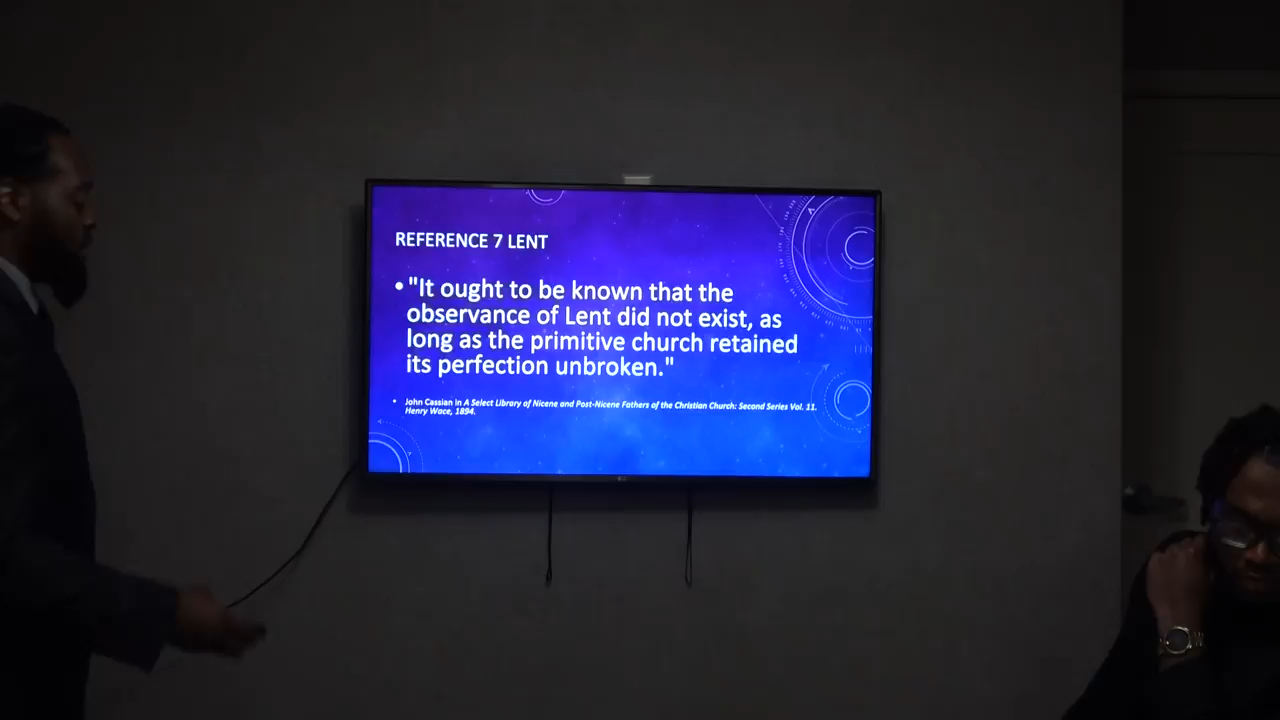 REFERENCE 7 LENT
• "It ought to be known that the
observance of Lent did not exist, as
long as the primitive church retained
its perfection unbroken."
• John Cassian in A Select Library of Nicene and Post-Nicene Fathers of the Christian Church: Second Series Vol. 11.
Henry Wace, 1894.
LG